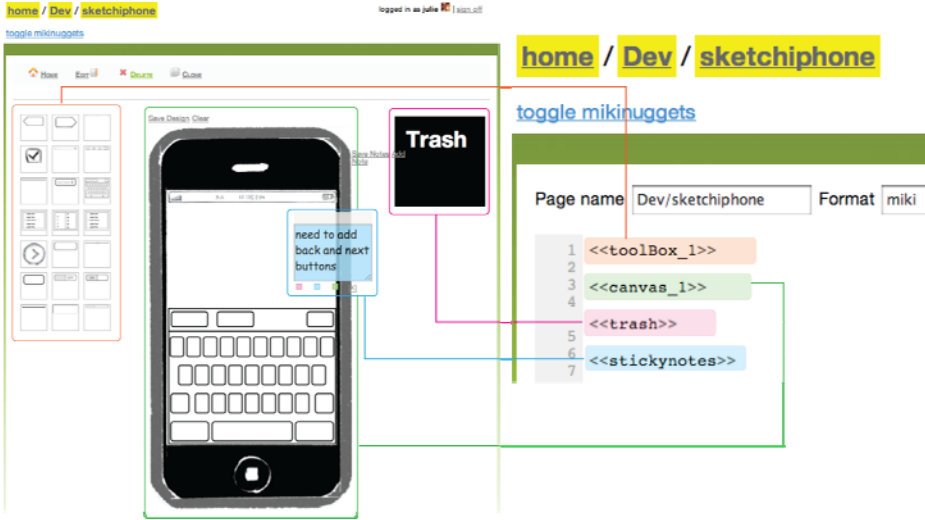 home / Dev / sketchiphone
logged in as julie | sign off
toggle mikinuggets
Home Edit Delete Close
Save Design Clear
Save Notes Add
Note
Trash
need to add
back and next
buttons
home / Dev / sketchiphone
toggle mikinuggets
Page name Dev/sketchiphone Format miki
1 <<toolBox_1>>
2
3 <<canvas_1>>
4
<<trash>>
5
6 <<stickynotes>>
7